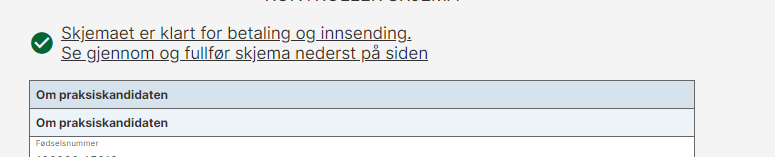 Skjemaet er klart for betaling og innsending.
Se gjennom og fullfør skjema nederst på siden
Om praksiskandidaten
Om praksiskandidaten
Fødselsnummer